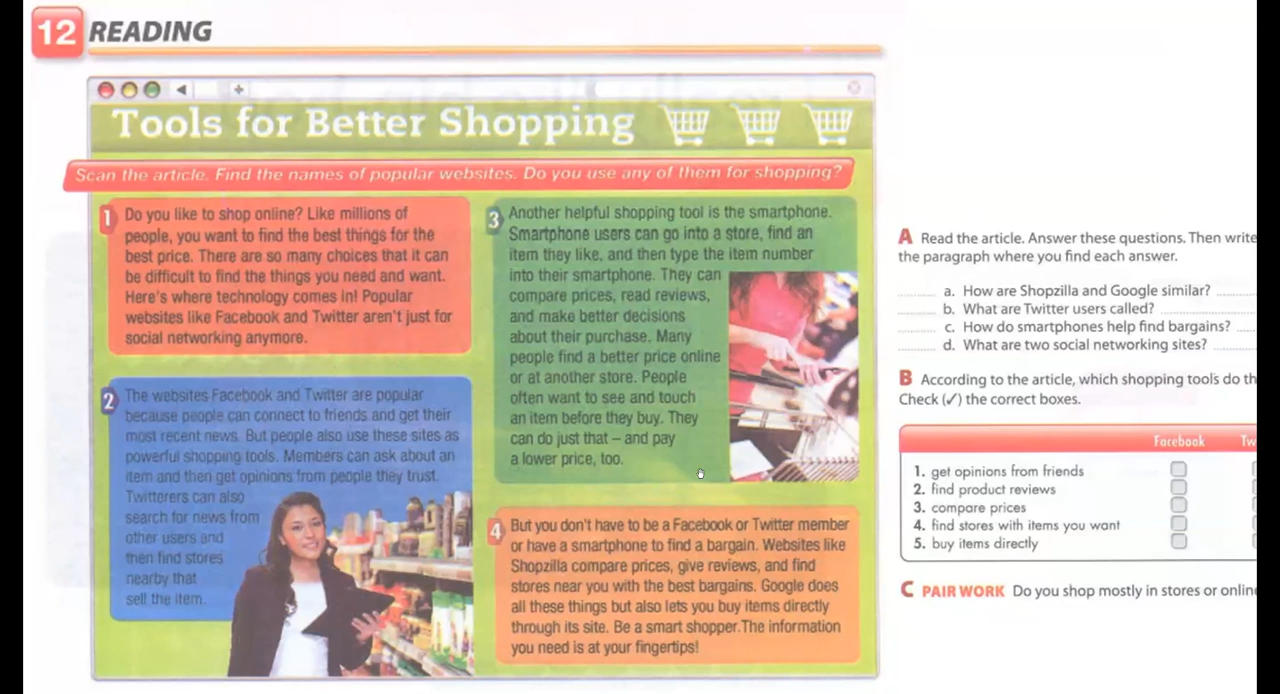 12 READING
Tools for Better Shopping
Scan the article. Find the names of popular websites. Do you use any of them for shopping?
1
Do you like to shop online? Like millions of
people, you want to find the best things for the
best price. There are so many choices that it can
be difficult to find the things you need and want.
Here's where technology comes in! Popular
websites like Facebook and Twitter aren't just for
social networking anymore.
2
The websites Facebook and Twitter are popular
because people can connect to friends and get their
most recent news. But people also use these sites as
powerful shopping tools. Members can ask about an
item and then get opinions from people they trust.
Twitterers can also
search for news from
other users and
then find stores
nearby that
sell the item.
3
Another helpful shopping tool is the smartphone.
Smartphone users can go into a store, find an
item they like, and then type the item number
into their smartphone. They can
compare prices, read reviews,
and make better decisions
about their purchase. Many
people find a better price online
or at another store. People
often want to see and touch
an item before they buy. They
can do just that – and pay
a lower price, too.
4
But you don't have to be a Facebook or Twitter member
or have a smartphone to find a bargain. Websites like
Shopzilla compare prices, give reviews, and find
stores near you with the best bargains. Google does
all these things but also lets you buy items directly
through its site. Be a smart shopper.The information
you need is at your fingertips!
A Read the article. Answer these questions. Then write
the paragraph where you find each answer.
a. How are Shopzilla and Google similar?
b. What are Twitter users called?
c. How do smartphones help find bargains?
d. What are two social networking sites?
B According to the article, which shopping tools do th
Check (✓) the correct boxes.
Facebook Tw
1. get opinions from friends
2. find product reviews
3. compare prices
4. find stores with items you want
5. buy items directly
C PAIR WORK Do you shop mostly in stores or online